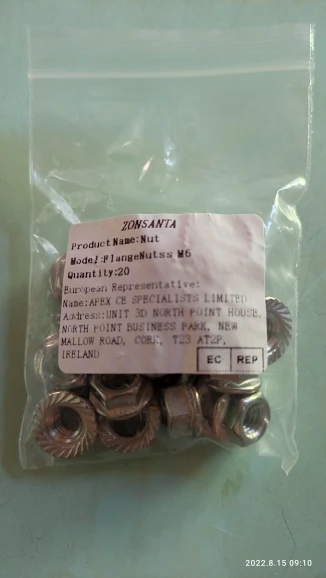 ZONSANTA
Product Name:Nut
Model:FlangeNutss M6
Quantity:20
European Representative:
Name:APEX CE SPECIALISTS LIMITED
Address:UNIT 3D NORTH POINT HOUSE,
NORTH POINT BUSINESS PARK, NEW
MALLOW ROAD, CORK, T23 AT2P,
IRELAND
EC REP
2022.8.15 09:10